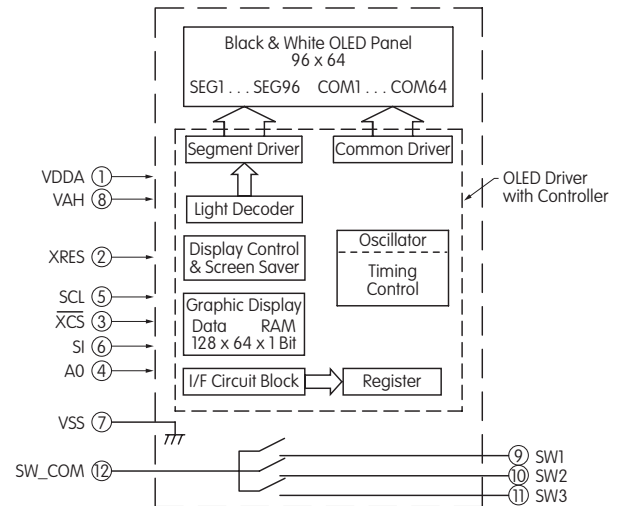 Black & White OLED Panel
96 x 64
SEG1 . . . SEG96 COM1 . . . COM64
Segment Driver
Common Driver
VDDA ①
VAH ⑧
OLED Driver
with Controller
Light Decoder
XRES ②
Display Control
& Screen Saver
Oscillator
Timing
Control
SCL ⑤
XCS ③
SI ⑥
A0 ④
Graphic Display
Data RAM
128 x 64 x 1 Bit
I/F Circuit Block
Register
VSS ⑦
SW_COM ⑫
⑨ SW1
⑩ SW2
⑪ SW3